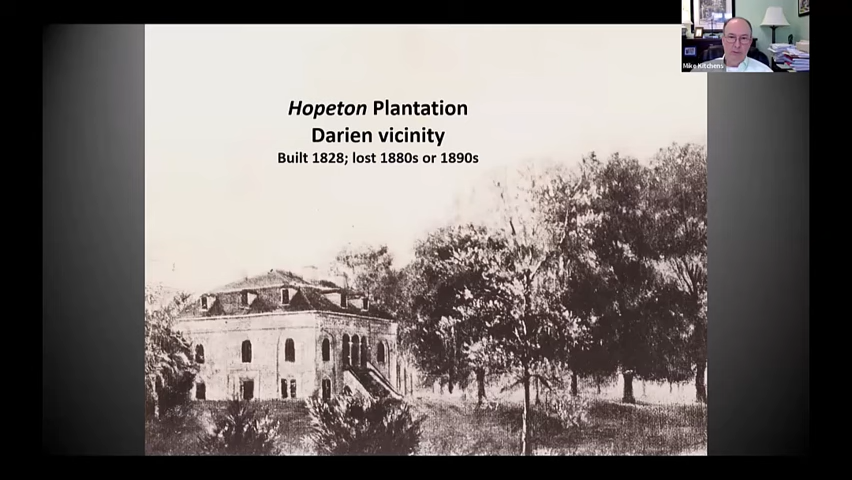 Hopeton Plantation
Darien vicinity
Built 1828; lost 1880s or 1890s
Mike Kitchens